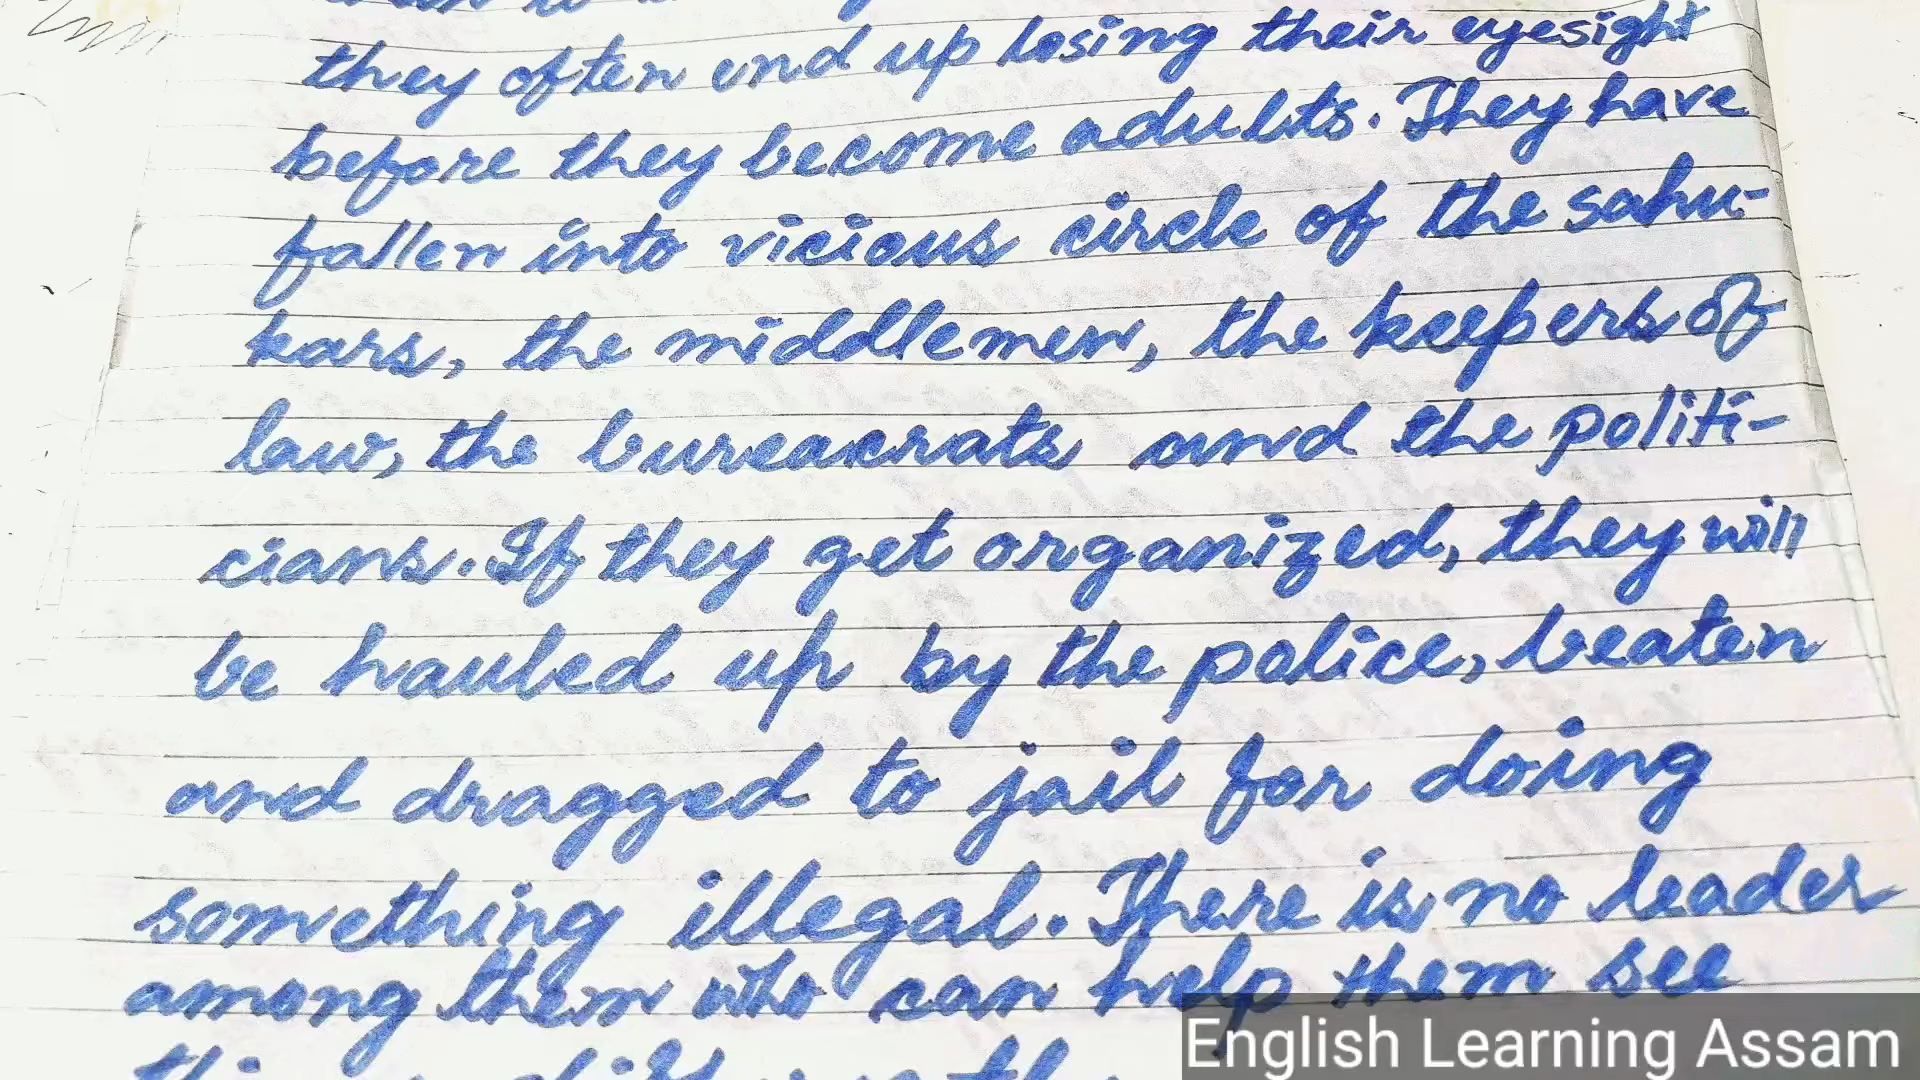 they often end up losing their eyesight
before they become adults. They have
fallen into vicious circle of the sahu-
kars, the middlemen, the keepers of
law, the bureacrats and the politi-
cians. If they get organized, they will
be hauled up by the police, beaten
and dragged to jail for doing
something illegal. There is no leader
among them who can help them see
English Learning Assam